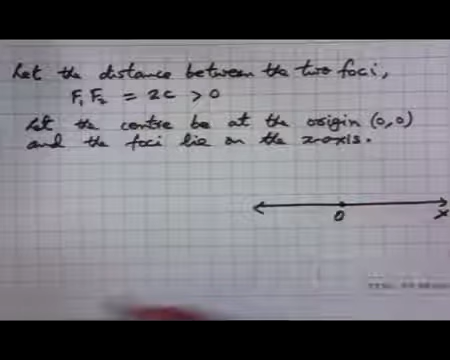 Let the distance between the two foci,
F₁F₂ = 2c > 0
Let the centre be at the origin (0,0)
and the foci lie on the x-axis.
0
x